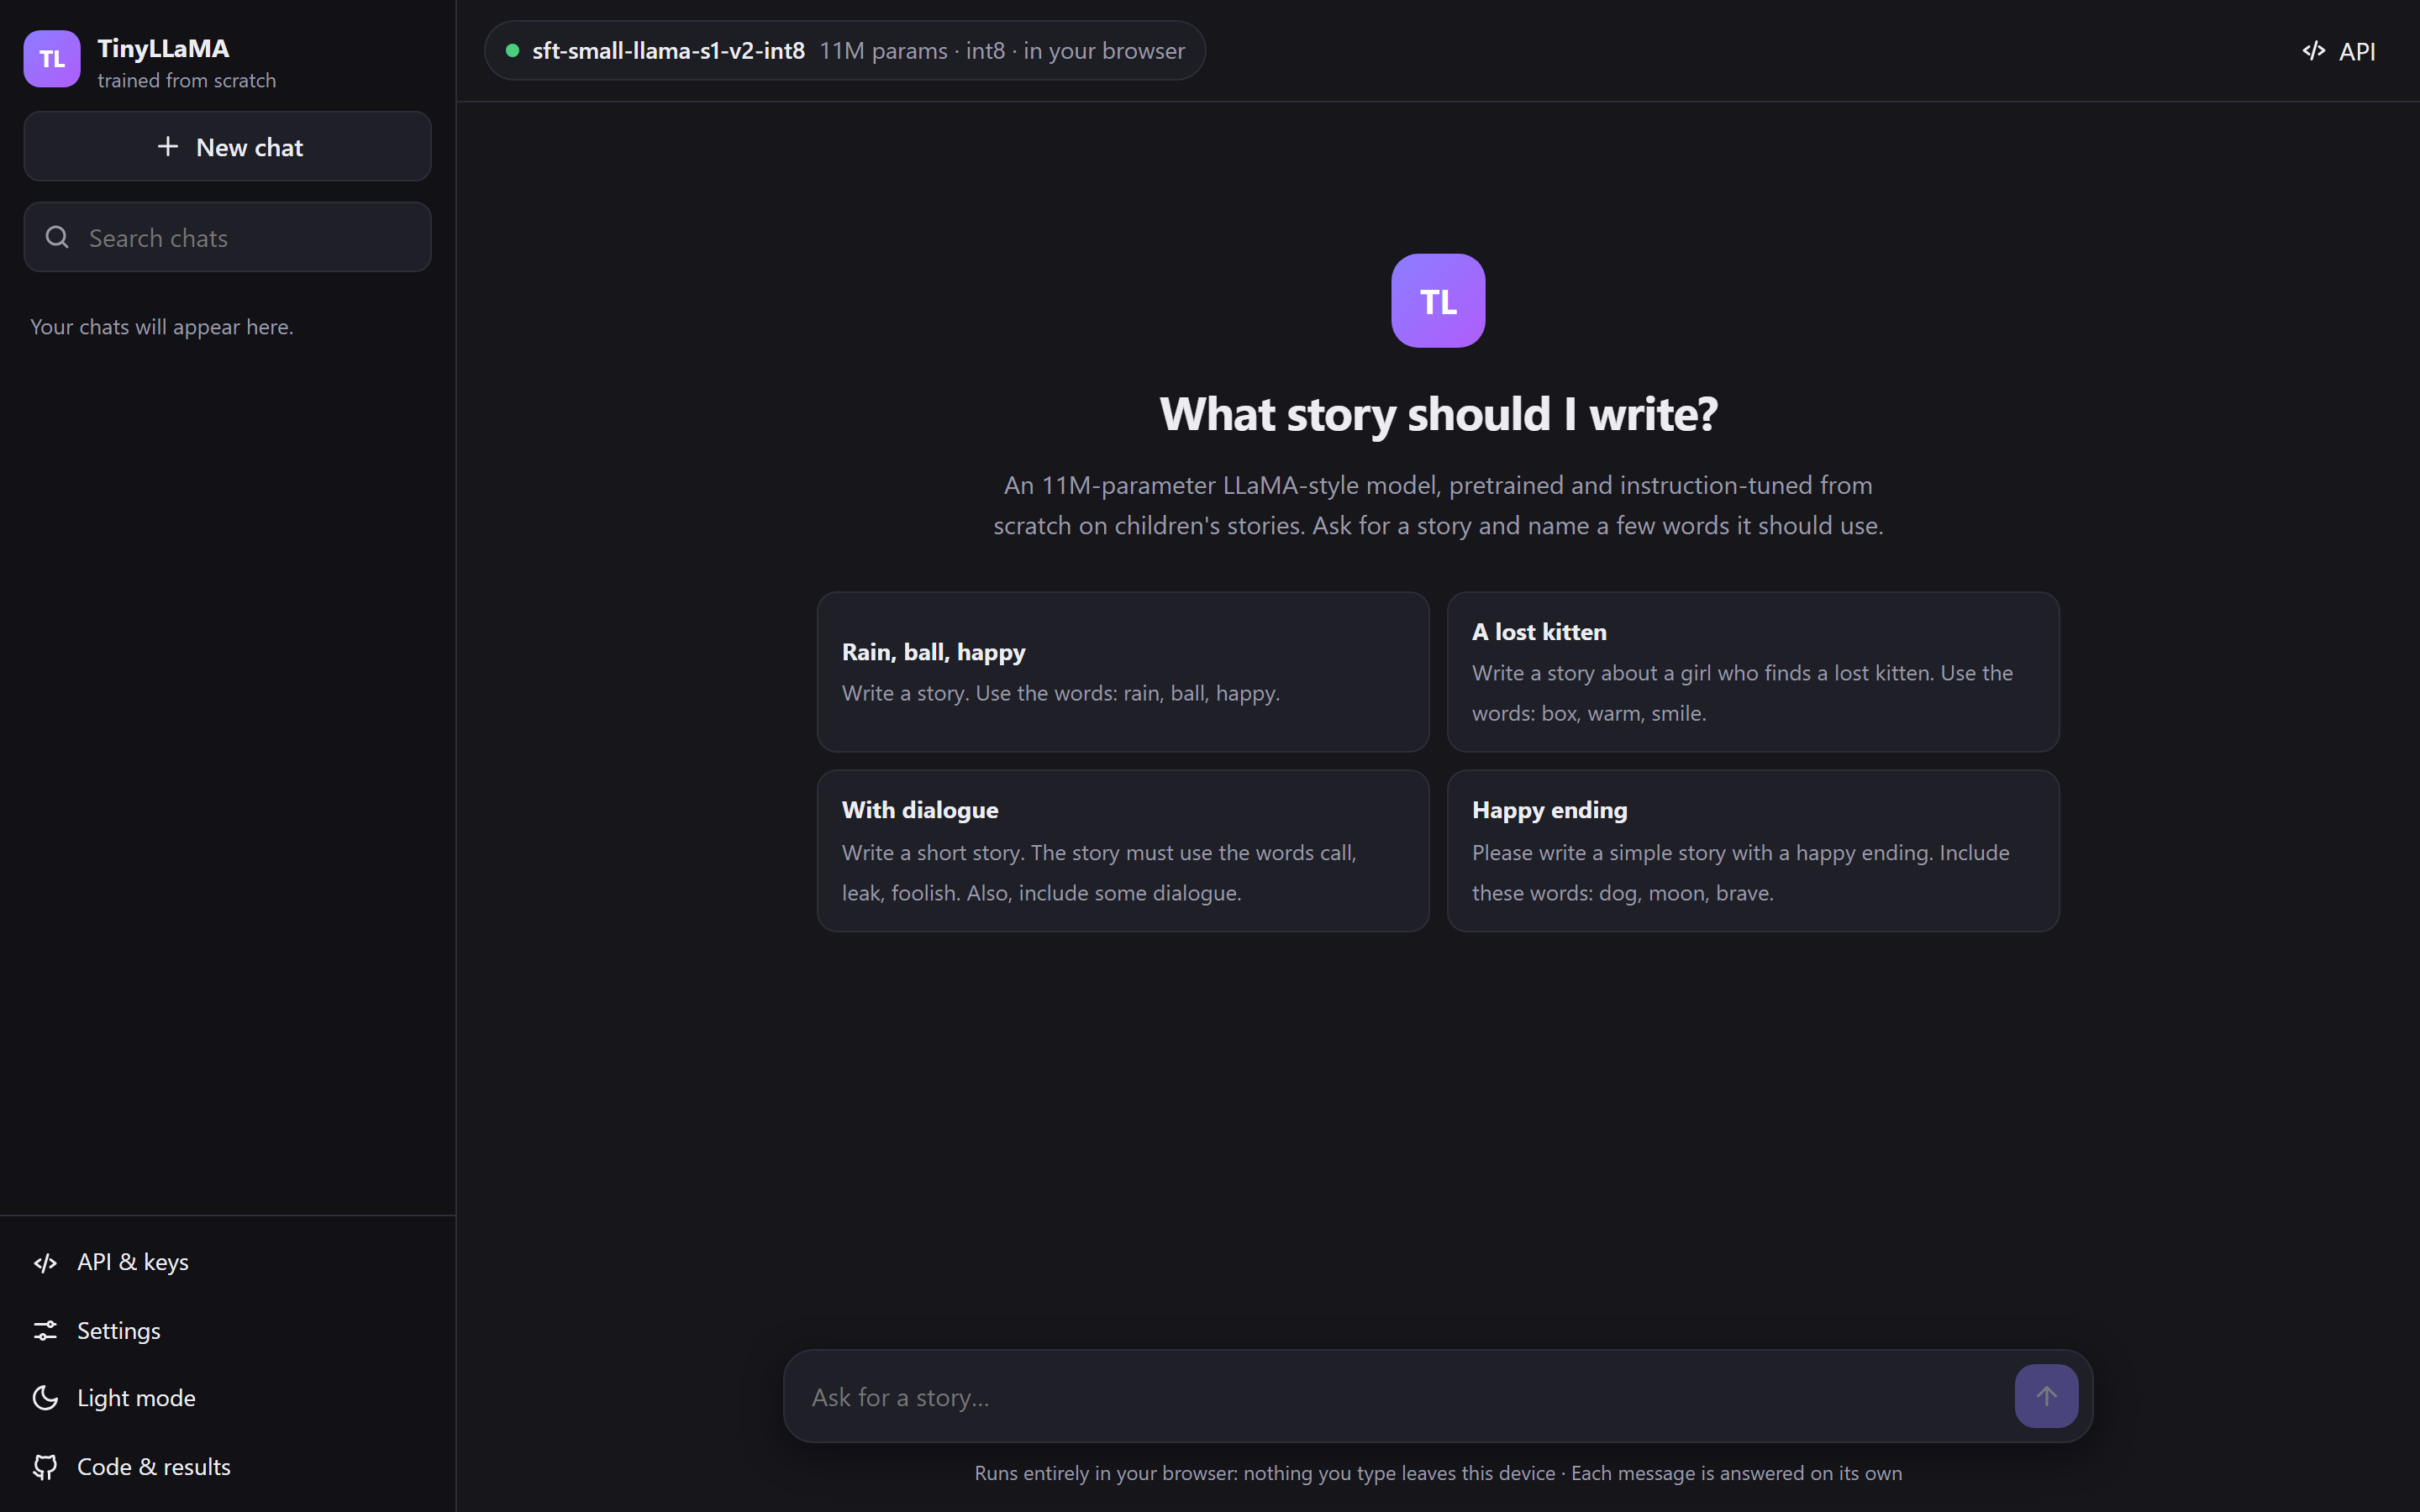 TL
TinyLLaMA
trained from scratch
New chat
Search chats
Your chats will appear here.
API & keys
Settings
Light mode
Code & results
sft-small-llama-s1-v2-int8 11M params · int8 · in your browser
API
TL
What story should I write?
An 11M-parameter LLaMA-style model, pretrained and instruction-tuned from
scratch on children's stories. Ask for a story and name a few words it should use.
Rain, ball, happy
Write a story. Use the words: rain, ball, happy.
A lost kitten
Write a story about a girl who finds a lost kitten. Use the
words: box, warm, smile.
With dialogue
Write a short story. The story must use the words call,
leak, foolish. Also, include some dialogue.
Happy ending
Please write a simple story with a happy ending. Include
these words: dog, moon, brave.
Ask for a story...
Runs entirely in your browser: nothing you type leaves this device · Each message is answered on its own